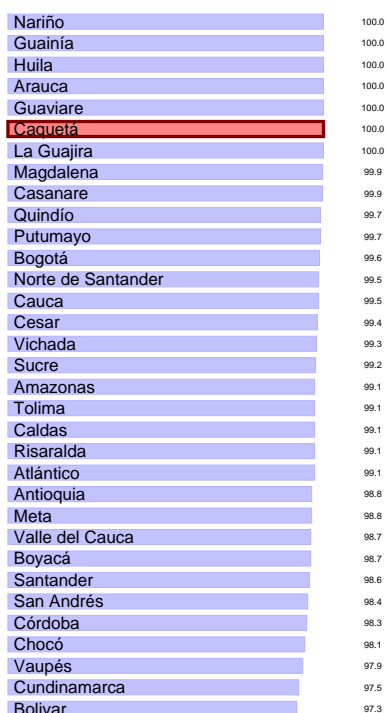 Nariño 100.0
Guainía 100.0
Huila 100.0
Arauca 100.0
Guaviare 100.0
Caquetá 100.0
La Guajira 100.0
Magdalena 99.9
Casanare 99.9
Quindío 99.7
Putumayo 99.7
Bogotá 99.6
Norte de Santander 99.5
Cauca 99.5
Cesar 99.4
Vichada 99.3
Sucre 99.2
Amazonas 99.1
Tolima 99.1
Caldas 99.1
Risaralda 99.1
Atlántico 99.1
Antioquia 98.8
Meta 98.8
Valle del Cauca 98.7
Boyacá 98.7
Santander 98.6
San Andrés 98.4
Córdoba 98.3
Chocó 98.1
Vaupés 97.9
Cundinamarca 97.5
Bolivar 97.3